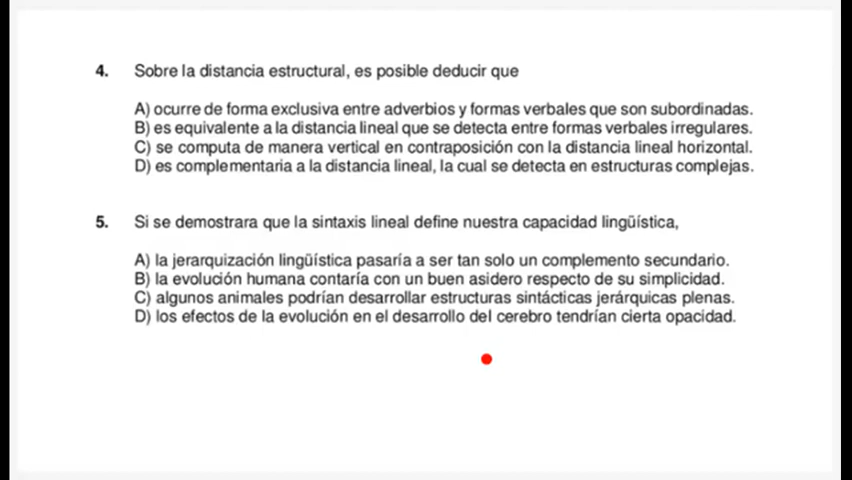 4. Sobre la distancia estructural, es posible deducir que
A) ocurre de forma exclusiva entre adverbios y formas verbales que son subordinadas.
B) es equivalente a la distancia lineal que se detecta entre formas verbales irregulares.
C) se computa de manera vertical en contraposición con la distancia lineal horizontal.
D) es complementaria a la distancia lineal, la cual se detecta en estructuras complejas.
5. Si se demostrara que la sintaxis lineal define nuestra capacidad lingüística,
A) la jerarquización lingüística pasaría a ser tan solo un complemento secundario.
B) la evolución humana contaría con un buen asidero respecto de su simplicidad.
C) algunos animales podrían desarrollar estructuras sintácticas jerárquicas plenas.
D) los efectos de la evolución en el desarrollo del cerebro tendrían cierta opacidad.